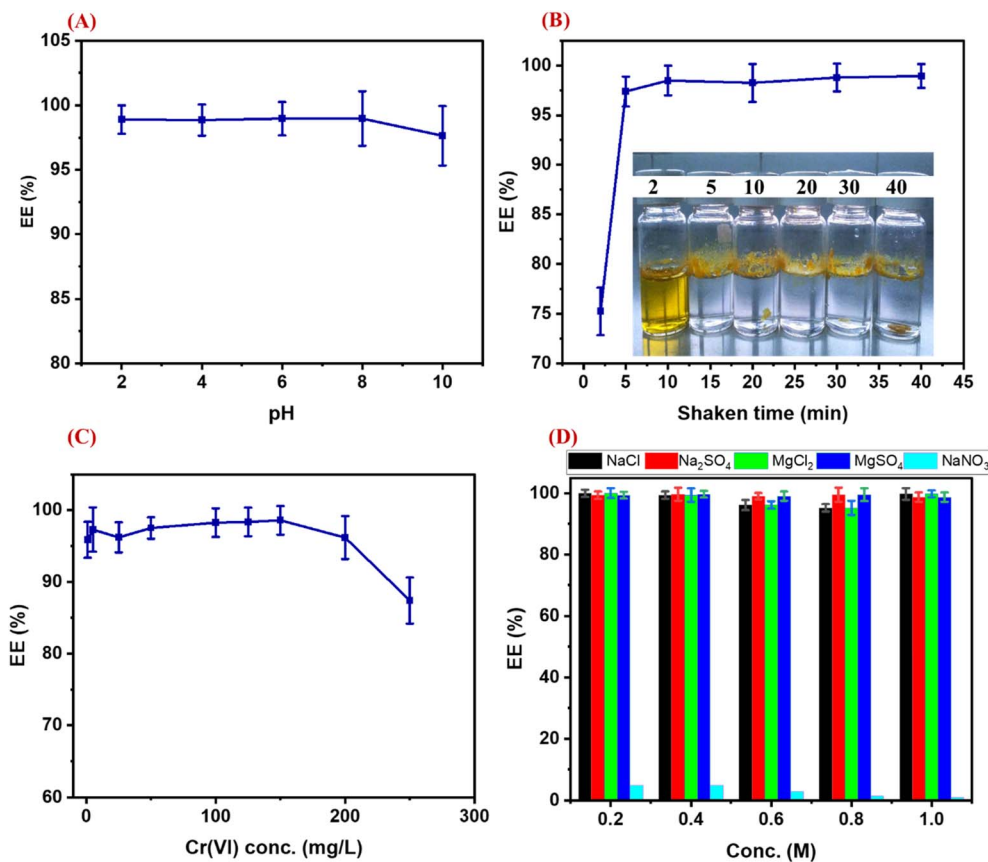 (A)
105
100
95
90
85
80
EE (%)
2 4 6 8 10
pH
(B)
100
95
90
85
80
75
70
EE (%)
2 5 10 20 30 40
0 5 10 15 20 25 30 35 40 45
Shaken time (min)
(C)
100
90
80
70
60
EE (%)
0 100 200 300
Cr(VI) conc. (mg/L)
(D)
NaCl Na₂SO₄ MgCl₂ MgSO₄ NaNO₃
100
80
60
40
20
0
EE (%)
0.2 0.4 0.6 0.8 1.0
Conc. (M)